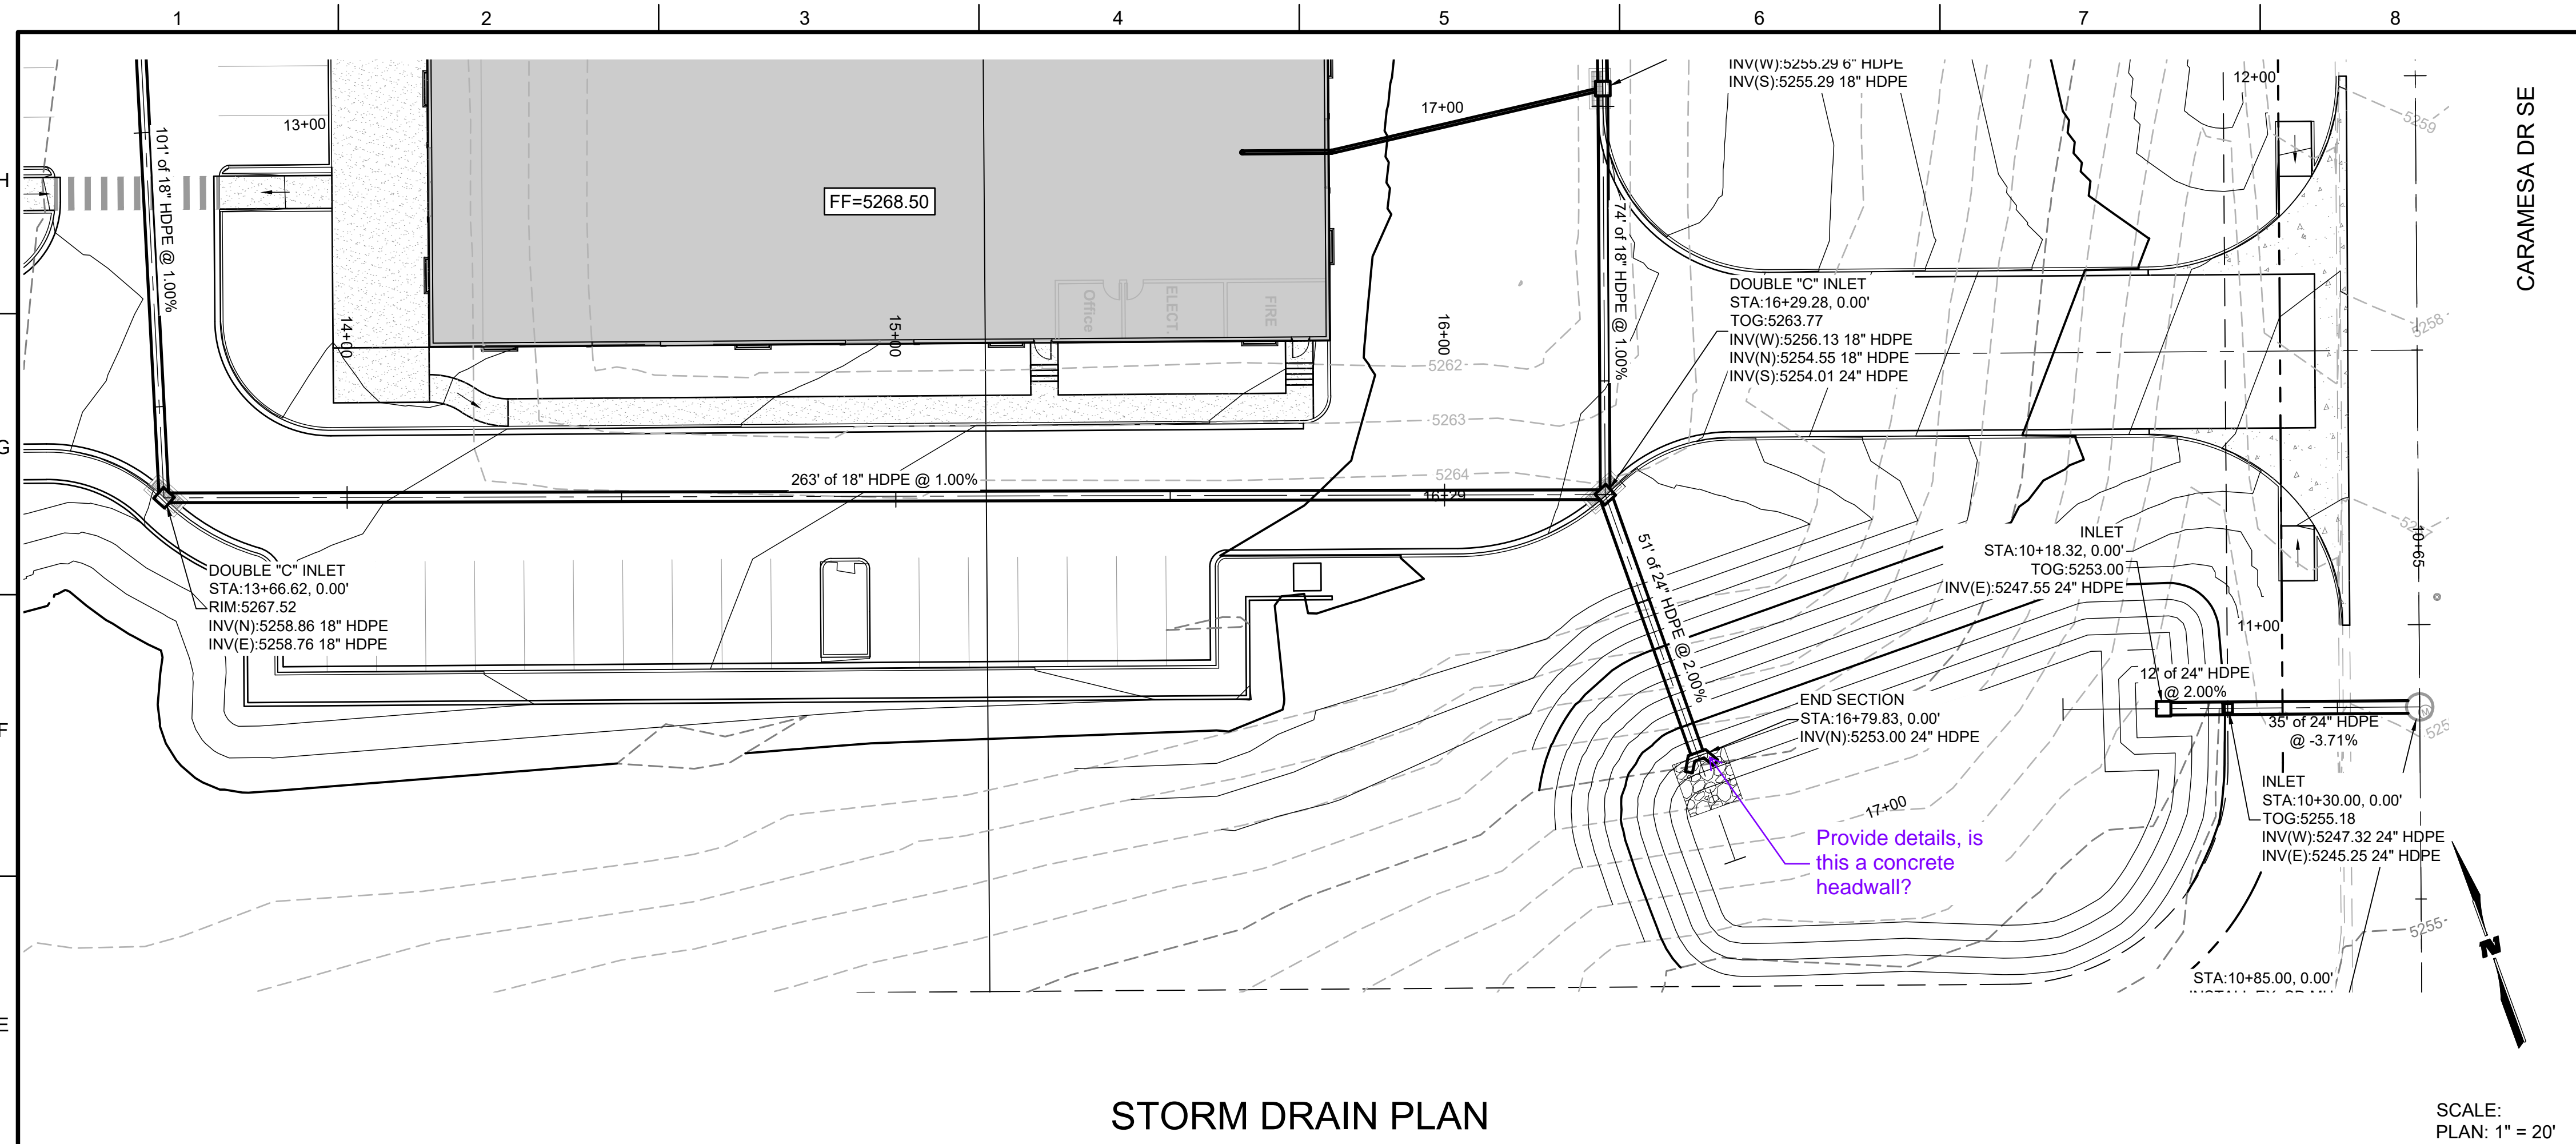 1 2 3 4 5 6 7 8
H
G
F
E
CARAMESA DR SE
INV(W):5255.29 6" HDPE
INV(S):5255.29 18" HDPE
12+00
17+00
13+00
101' of 18" HDPE @ 1.00%
FF=5268.50
74' of 18" HDPE @ 1.00%
5259
Office
ELECT.
FIRE
DOUBLE "C" INLET
STA:16+29.28, 0.00'
TOG:5263.77
INV(W):5256.13 18" HDPE
INV(N):5254.55 18" HDPE
INV(S):5254.01 24" HDPE
14+00
15+00
16+00
5258
5262
5263
5264
263' of 18" HDPE @ 1.00%
16+29
51' of 24" HDPE @ 2.00%
INLET
STA:10+18.32, 0.00'
TOG:5253.00
INV(E):5247.55 24" HDPE
10+65
DOUBLE "C" INLET
STA:13+66.62, 0.00'
RIM:5267.52
INV(N):5258.86 18" HDPE
INV(E):5258.76 18" HDPE
11+00
12' of 24" HDPE
@ 2.00%
END SECTION
STA:16+79.83, 0.00'
INV(N):5253.00 24" HDPE
35' of 24" HDPE
@ -3.71%
INLET
STA:10+30.00, 0.00'
TOG:5255.18
INV(W):5247.32 24" HDPE
INV(E):5245.25 24" HDPE
17+00
Provide details, is
this a concrete
headwall?
5255
N
STA:10+85.00, 0.00'
STORM DRAIN PLAN
SCALE:
PLAN: 1" = 20'